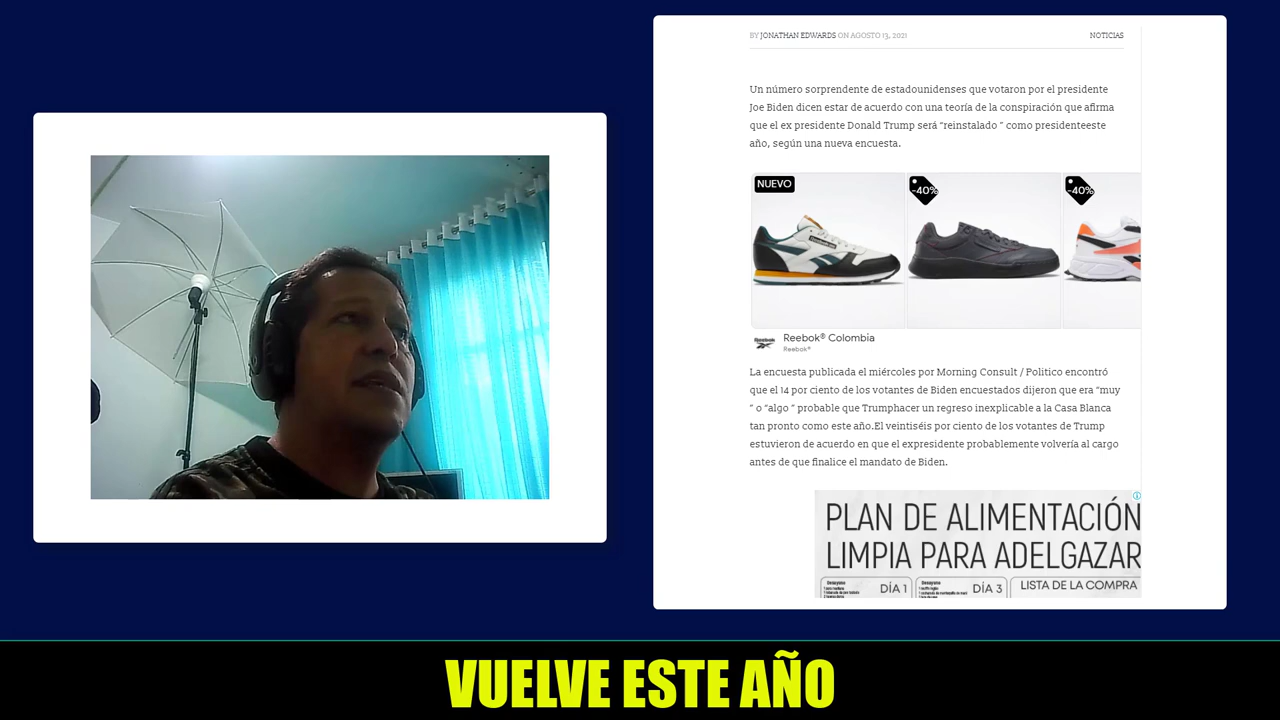 BY JONATHAN EDWARDS ON AGOSTO 13, 2021 NOTICIAS
Un número sorprendente de estadounidenses que votaron por el presidente
Joe Biden dicen estar de acuerdo con una teoría de la conspiración que afirma
que el ex presidente Donald Trump será “reinstalado ” como presidenteeste
año, según una nueva encuesta.
NUEVO
-40%
-40%
Reebok® Colombia
Reebok
Reebok®
La encuesta publicada el miércoles por Morning Consult / Politico encontró
que el 14 por ciento de los votantes de Biden encuestados dijeron que era “muy
” o “algo ” probable que Trumphacer un regreso inexplicable a la Casa Blanca
tan pronto como este año.El veintiséis por ciento de los votantes de Trump
estuvieron de acuerdo en que el expresidente probablemente volvería al cargo
antes de que finalice el mandato de Biden.
PLAN DE ALIMENTACIÓN
LIMPIA PARA ADELGAZAR
DÍA 1 DÍA 3 LISTA DE LA COMPRA
VUELVE ESTE AÑO